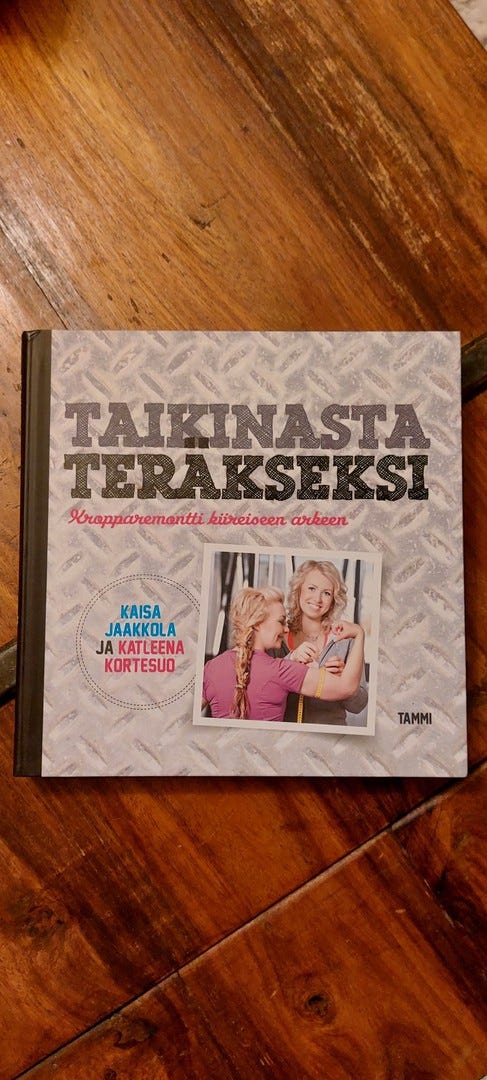 TAIKINASTA
TERÄKSEKSI
Kropparemontti kiireiseen arkeen
KAISA
JAAKKOLA
JA KATLEENA
KORTESUO
TAMMI